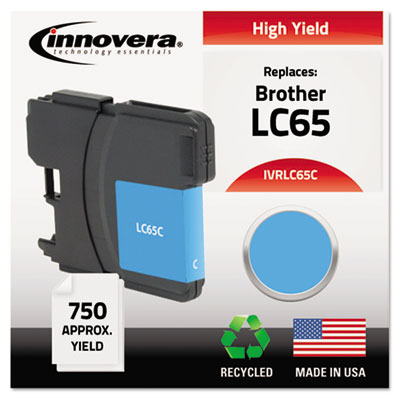 innovera
technology essentials
High Yield
Replaces:
Brother
LC65
IVRLC65C
LC65C
C
750
APPROX.
YIELD
RECYCLED
MADE IN USA